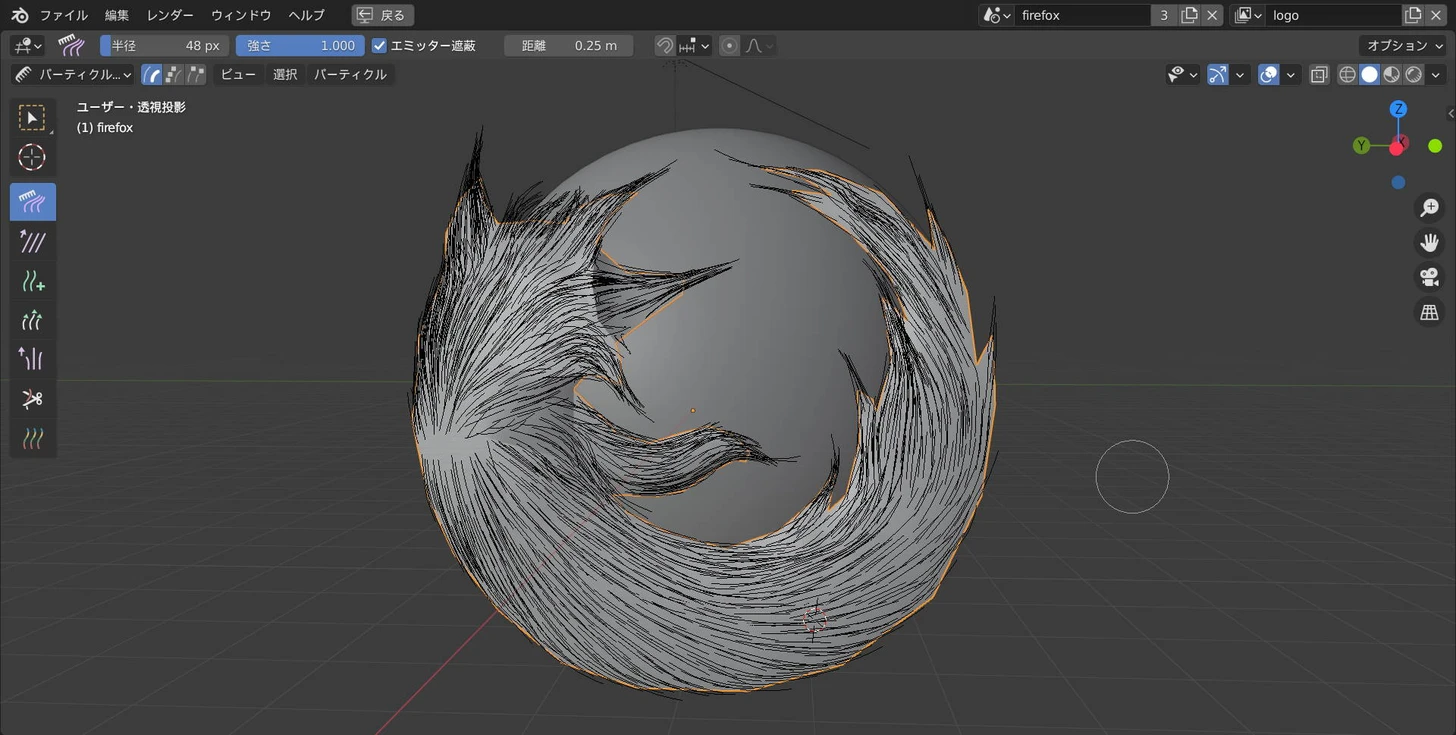 ファイル 編集 レンダー ウィンドウ ヘルプ 戻る firefox 3 logo
半径 48 px 強さ 1.000 エミッター遮蔽 距離 0.25 m オプション
パーティクル... ビュー 選択 パーティクル
ユーザー・透視投影
(1) firefox
Z
Y X